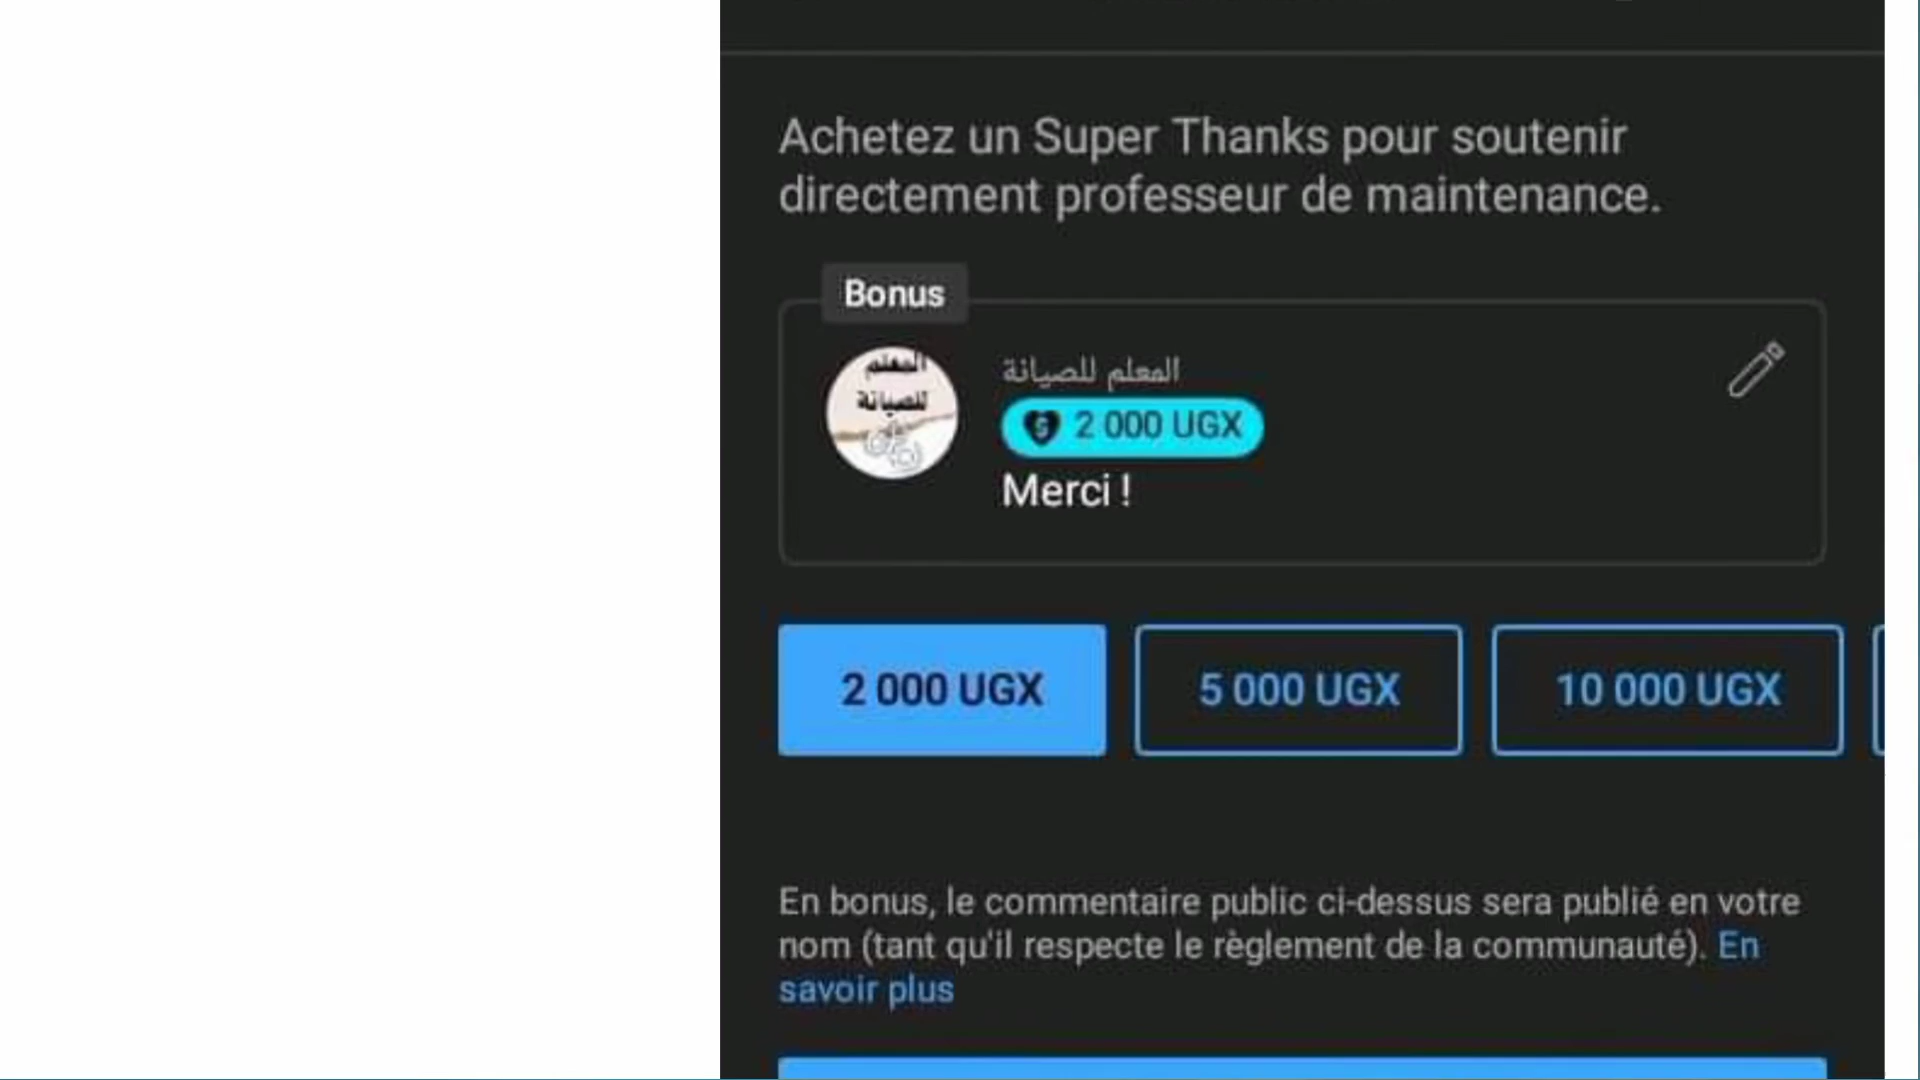 Achetez un Super Thanks pour soutenir
directement professeur de maintenance.
Bonus
المعلم
للصيانة
المعلم للصيانة
2 000 UGX
Merci !
2 000 UGX
5 000 UGX
10 000 UGX
En bonus, le commentaire public ci-dessus sera publié en votre
nom (tant qu'il respecte le règlement de la communauté). En
savoir plus